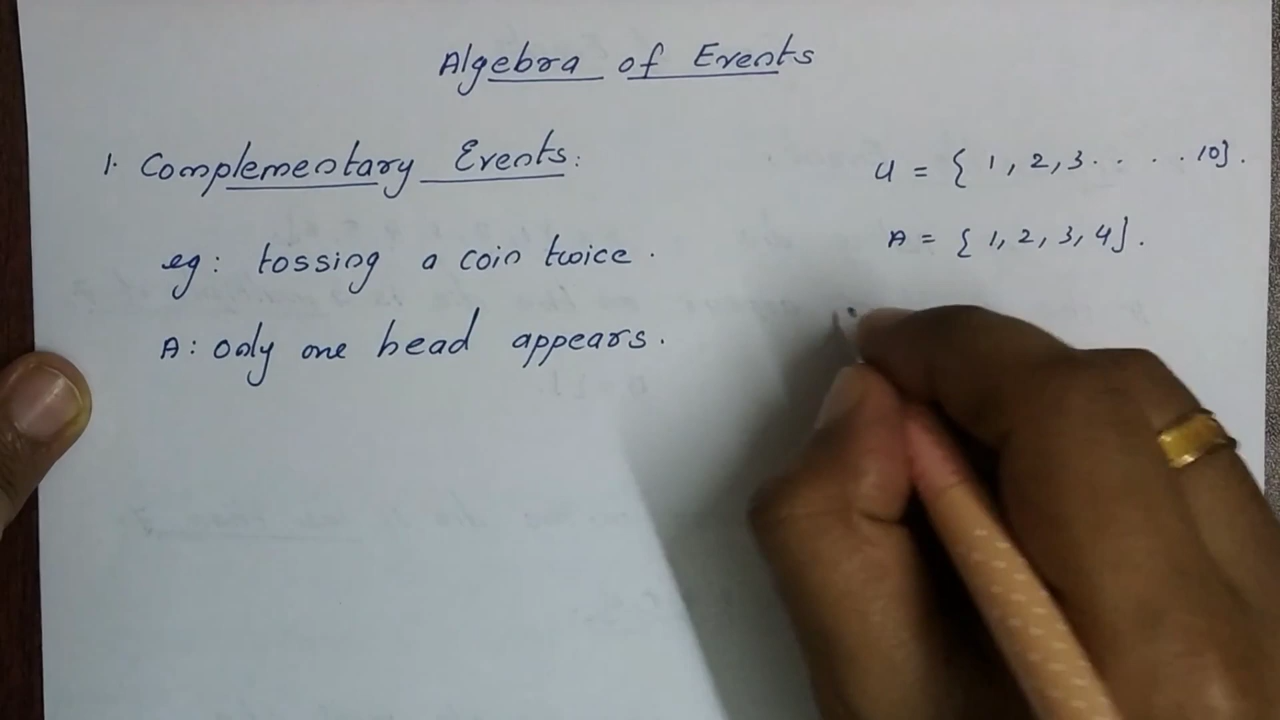 Algebra of Events
1. Complementary Events:
U = { 1, 2, 3. . . . . 10}.
A = { 1, 2, 3, 4}.
eg: tossing a coin twice.
A: only one head appears.